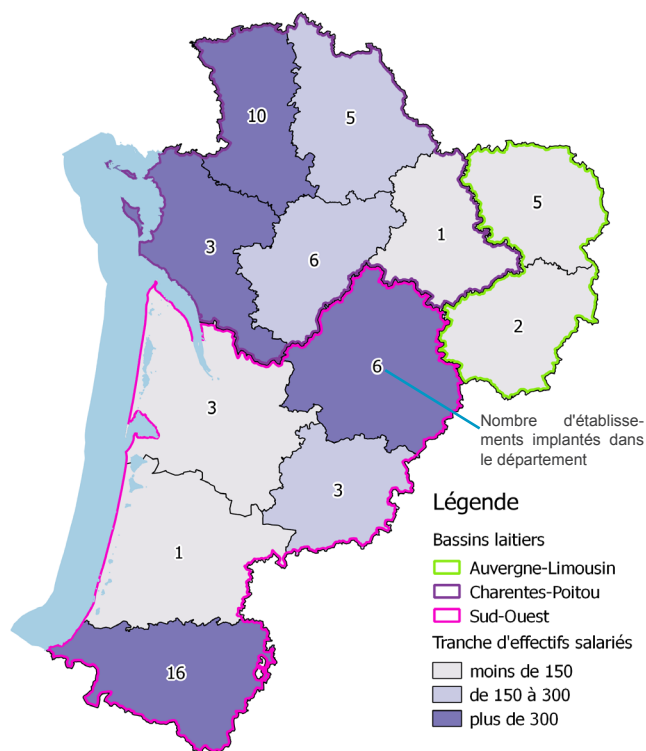 10
5
5
1
3
6
2
6
3
Nombre d'établisse-
ments implantés dans
le département
3
Légende
Bassins laitiers
1
Auvergne-Limousin
Charentes-Poitou
Sud-Ouest
Tranche d'effectifs salariés
16
moins de 150
de 150 à 300
plus de 300